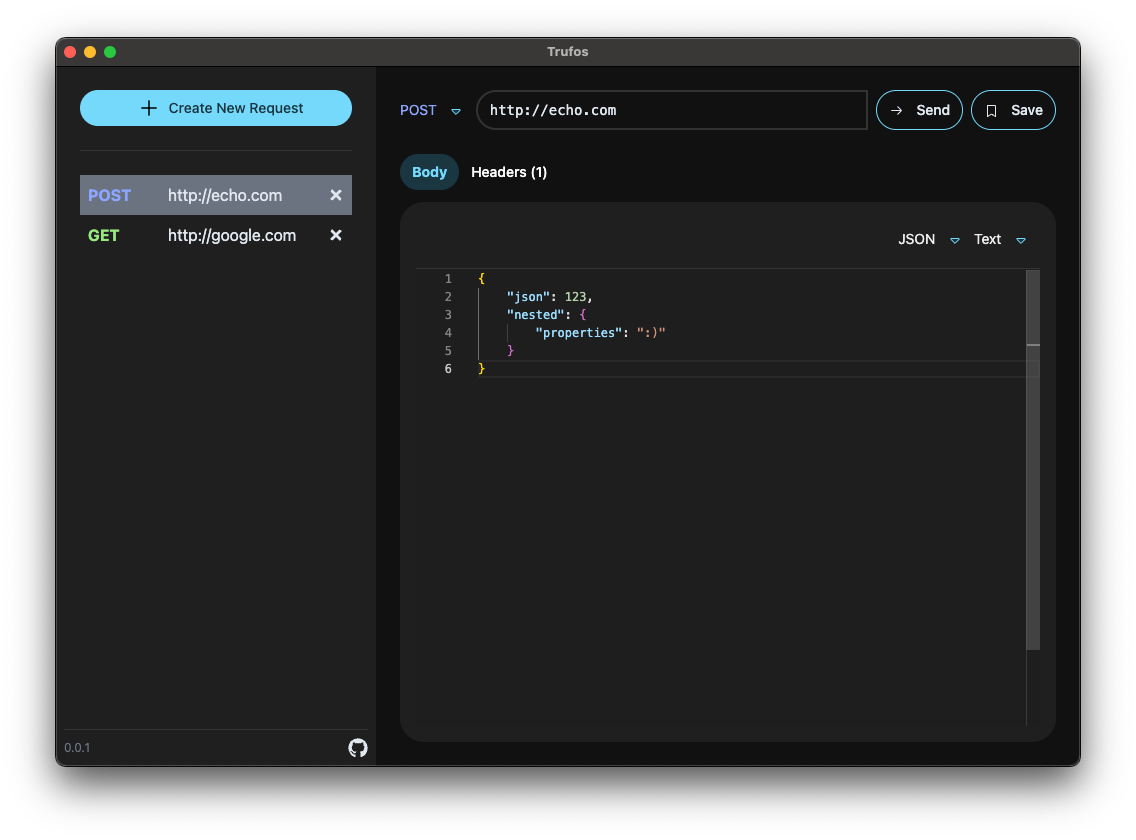 Trufos
Create New Request
POST http://echo.com
GET http://google.com
0.0.1
POST http://echo.com Send Save
Body Headers (1)
JSON Text
1 {
2     "json": 123,
3     "nested": {
4         "properties": ":)"
5     }
6 }